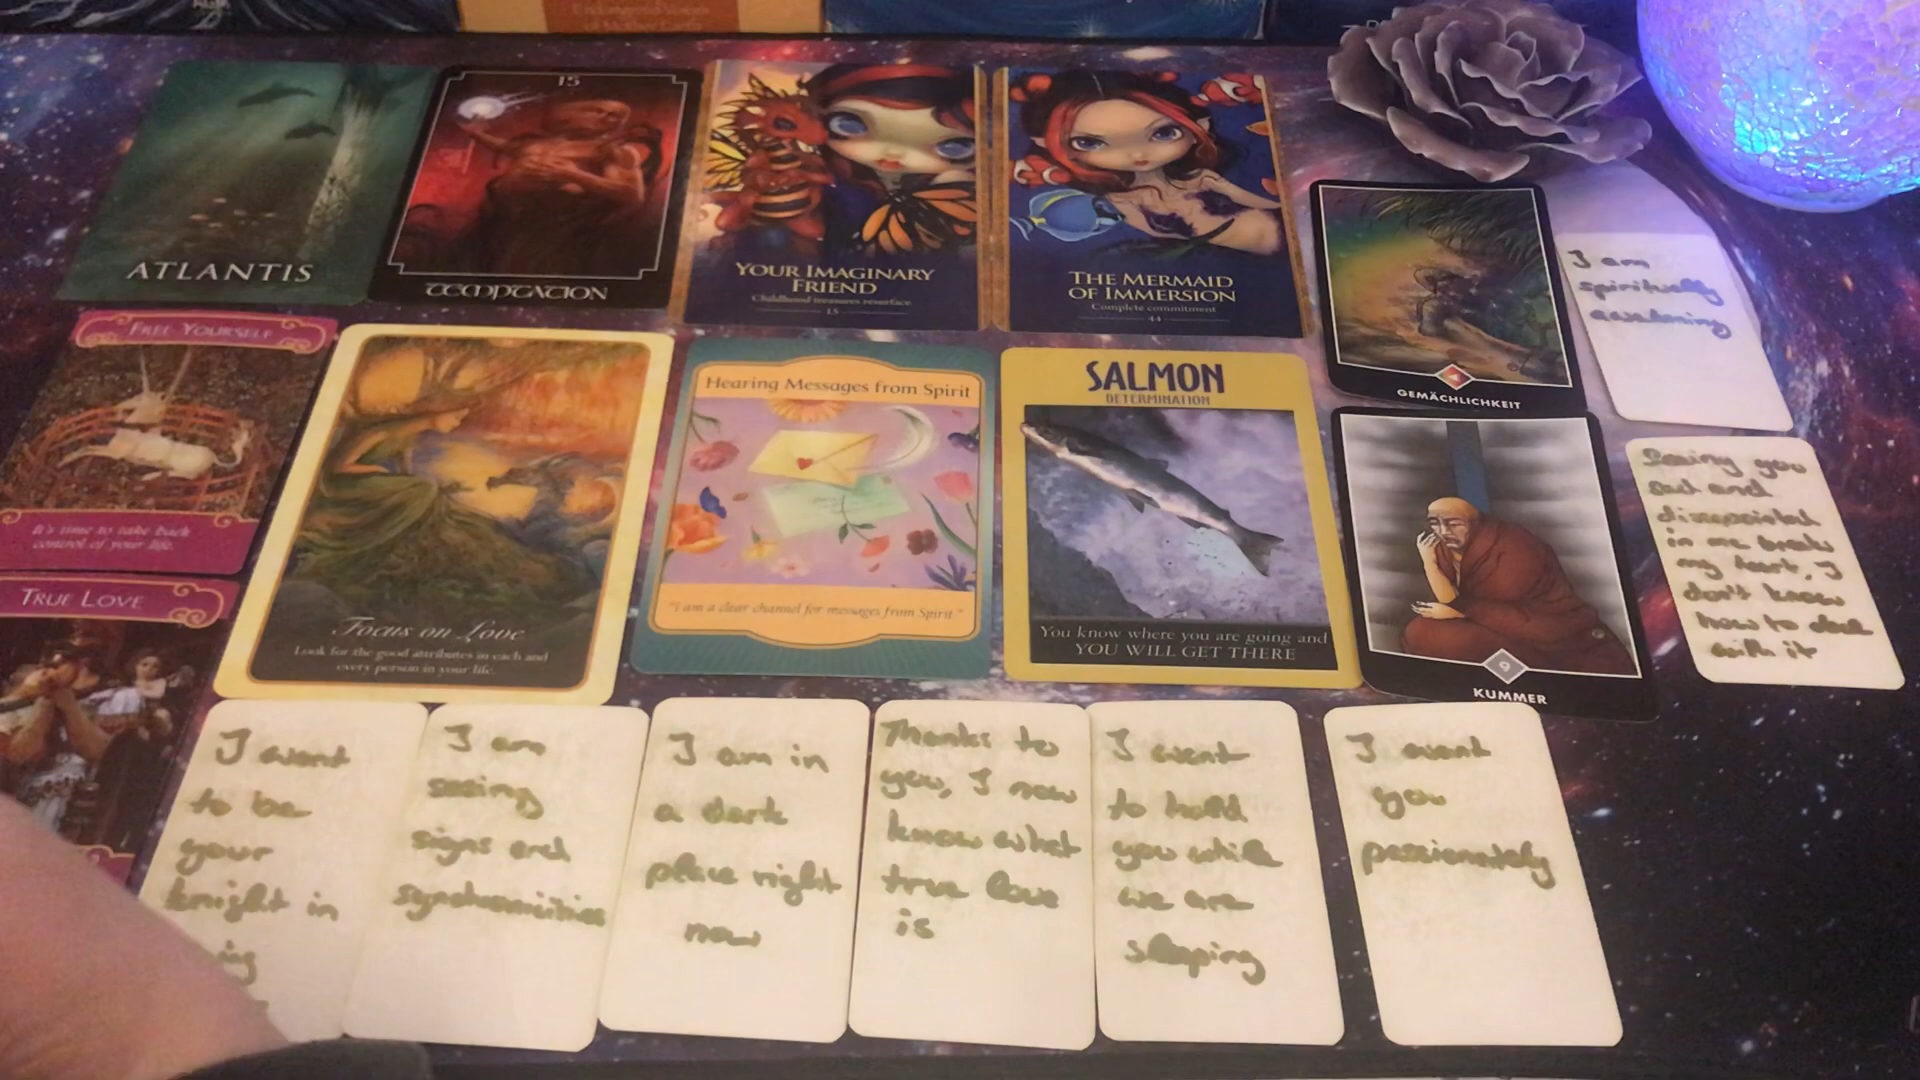 Endangered Species
ATLANTIS
15
TEMPTATION
YOUR IMAGINARY
FRIEND
Childhood treasures resurface
15
THE MERMAID
OF IMMERSION
Complete commitment
44
GEMÄCHLICHKEIT
I am
spiritually
awakening
FREE YOURSELF
It's time to take back
control of your life.
Focus on Love
Look for the good attributes in each and
every person in your life.
Hearing Messages from Spirit
"I am a clear channel for messages from Spirit."
SALMON
DETERMINATION
You know where you are going and
YOU WILL GET THERE
9
KUMMER
Seeing you
sad and
disappointed
in me breaks
my heart, I
don't know
how to deal
with it
TRUE LOVE
I want
to be
your
knight in
I am
seeing
signs and
synchronicities
I am in
a dark
place right
now
Thanks to
you, I now
know what
true love
is
I want
to hold
you while
we are
sleeping
I want
you
passionately